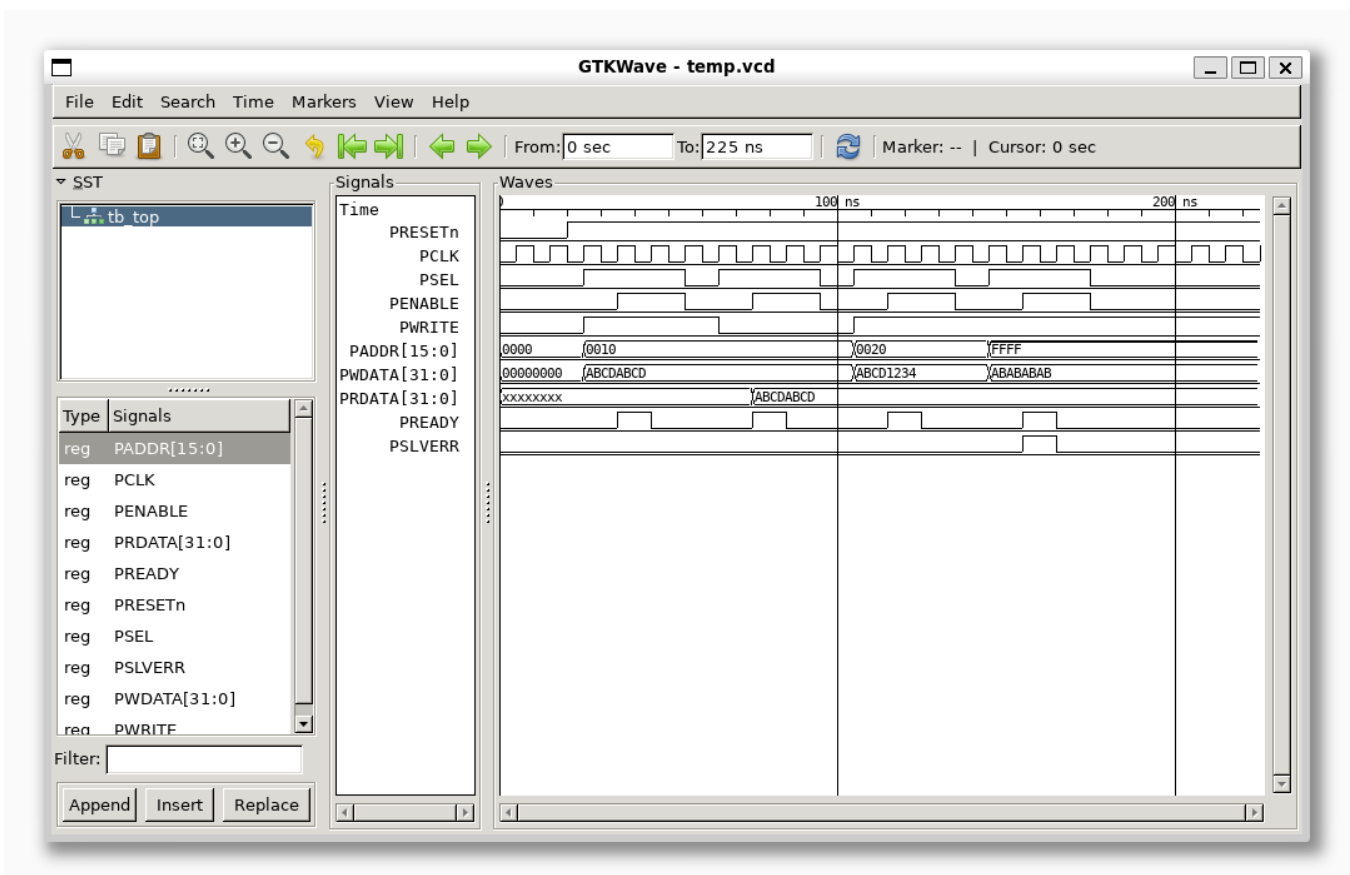 GTKWave - temp.vcd
File Edit Search Time Markers View Help
From: 0 sec To: 225 ns Marker: -- | Cursor: 0 sec
SST
tb_top
Type Signals
reg PADDR[15:0]
reg PCLK
reg PENABLE
reg PRDATA[31:0]
reg PREADY
reg PRESETn
reg PSEL
reg PSLVERR
reg PWDATA[31:0]
reg PWRITE
Filter:
Append Insert Replace
Signals
Time
PRESETn
PCLK
PSEL
PENABLE
PWRITE
PADDR[15:0]
PWDATA[31:0]
PRDATA[31:0]
PREADY
PSLVERR
Waves
100 ns 200 ns
0000 0010 0020 FFFF
00000000 ABCDABCD ABCD1234 ABABABAB
xxxxxxxx ABCDABCD